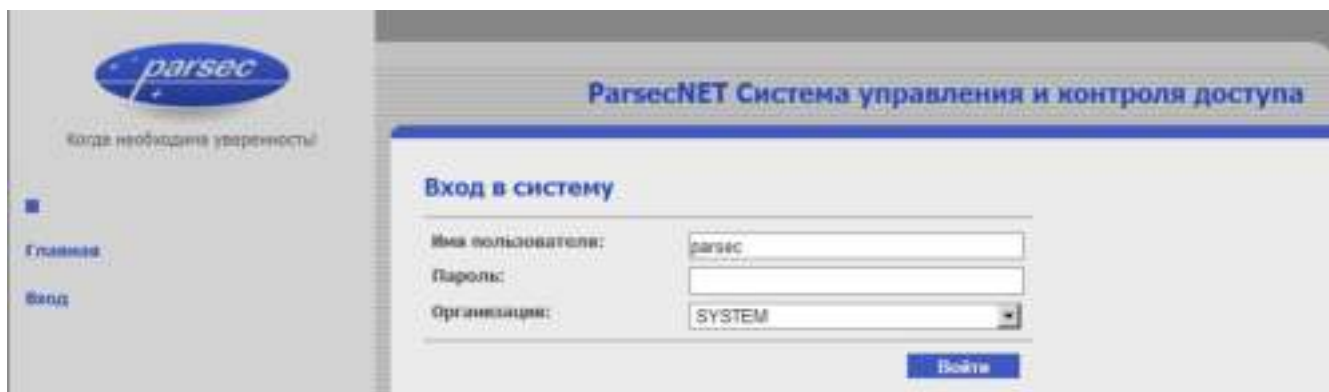 parsec
Когда необходима уверенность!
Главная
Вход
ParsecNET Система управления и контроля доступа
Вход в систему
Имя пользователя:
parsec
Пароль:
Организация:
SYSTEM
Войти